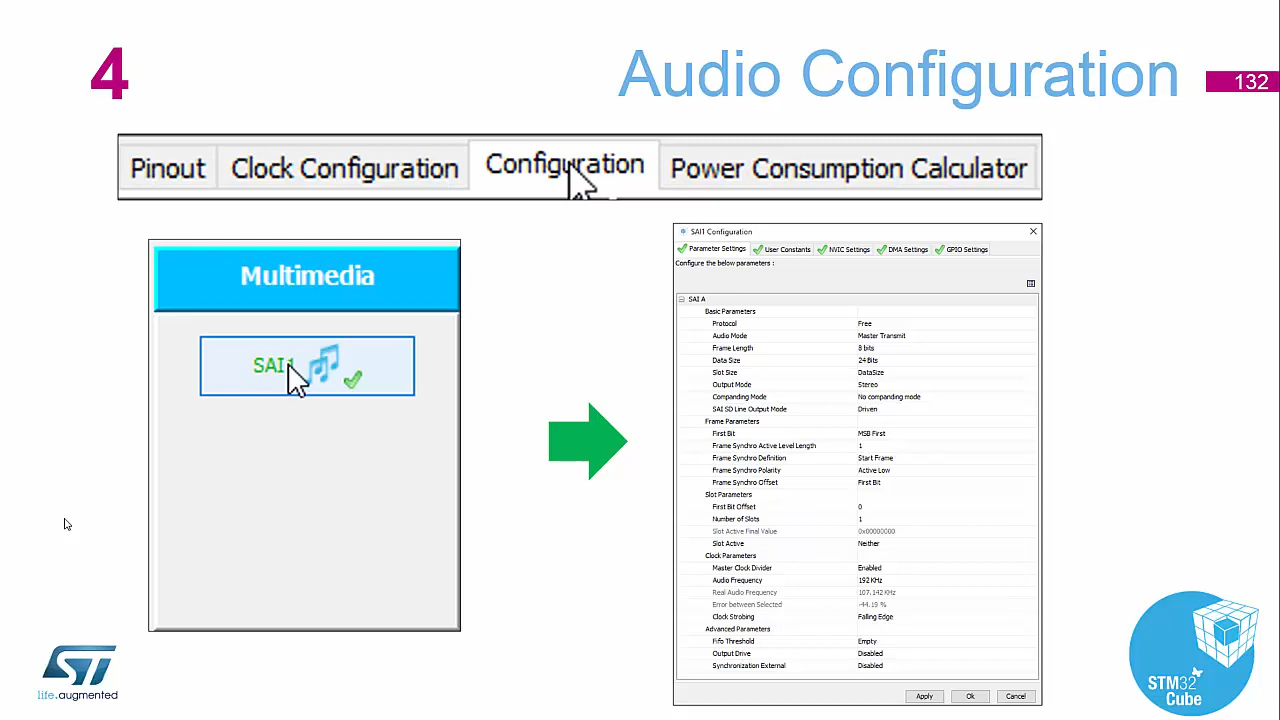 4
Audio Configuration
132
Pinout
Clock Configuration
Configuration
Power Consumption Calculator
Multimedia
SAI1
SAI1 Configuration
Parameter Settings
User Constants
NVIC Settings
DMA Settings
GPIO Settings
Configure the below parameters :
SAI A
Basic Parameters
Protocol Free
Audio Mode Master Transmit
Frame Length 8 bits
Data Size 24 Bits
Slot Size DataSize
Output Mode Stereo
Companding Mode No companding mode
SAI SD Line Output Mode Driven
Frame Parameters
First Bit MSB First
Frame Synchro Active Level Length 1
Frame Synchro Definition Start Frame
Frame Synchro Polarity Active Low
Frame Synchro Offset First Bit
Slot Parameters
First Bit Offset 0
Number of Slots 1
Slot Active Final Value 0x00000000
Slot Active Neither
Clock Parameters
Master Clock Divider Enabled
Audio Frequency 192 KHz
Real Audio Frequency 107.142 KHz
Error between Selected -44.19 %
Clock Strobing Falling Edge
Advanced Parameters
Fifo Threshold Empty
Output Drive Disabled
Synchronization External Disabled
Apply
Ok
Cancel
ST
life.augmented
STM32
Cube